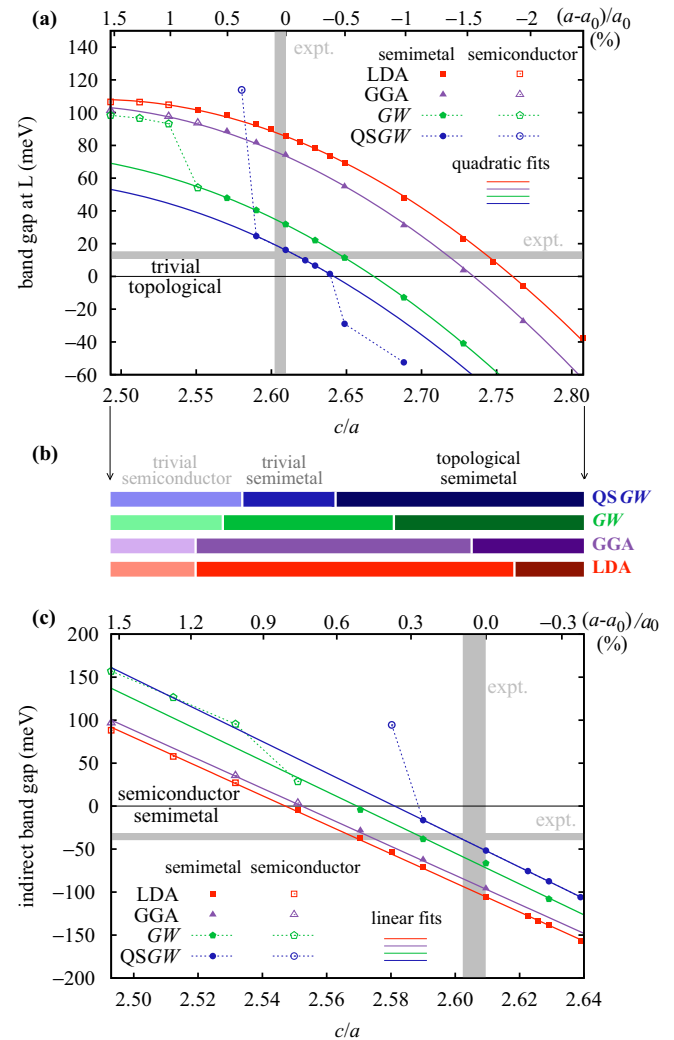 (a)
1.5 1 0.5 0 −0.5 −1 −1.5 −2 (a-a0)/a0
(%)
expt.
semimetal semiconductor
LDA
GGA
GW
QSGW
quadratic fits
expt.
trivial
topological
band gap at L (meV)
140
120
100
80
60
40
20
0
−20
−40
−60
2.50 2.55 2.60 2.65 2.70 2.75 2.80
c/a
(b)
trivial
semiconductor
trivial
semimetal
topological
semimetal
QSGW
GW
GGA
LDA
(c)
1.5 1.3 1.0 0.8 0.5 0.3 0.0 −0.3 (a-a0)/a0
(%)
expt.
semiconductor
semimetal
expt.
semimetal semiconductor
LDA
GGA
GW
QSGW
linear fits
indirect band gap (meV)
200
150
100
50
0
−50
−100
−150
−200
2.50 2.52 2.54 2.56 2.58 2.60 2.62 2.64
c/a